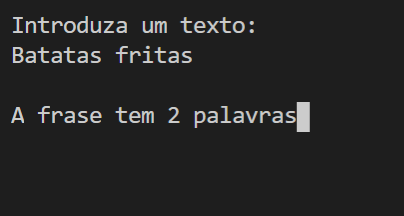 Introduza um texto:
Batatas fritas
A frase tem 2 palavras